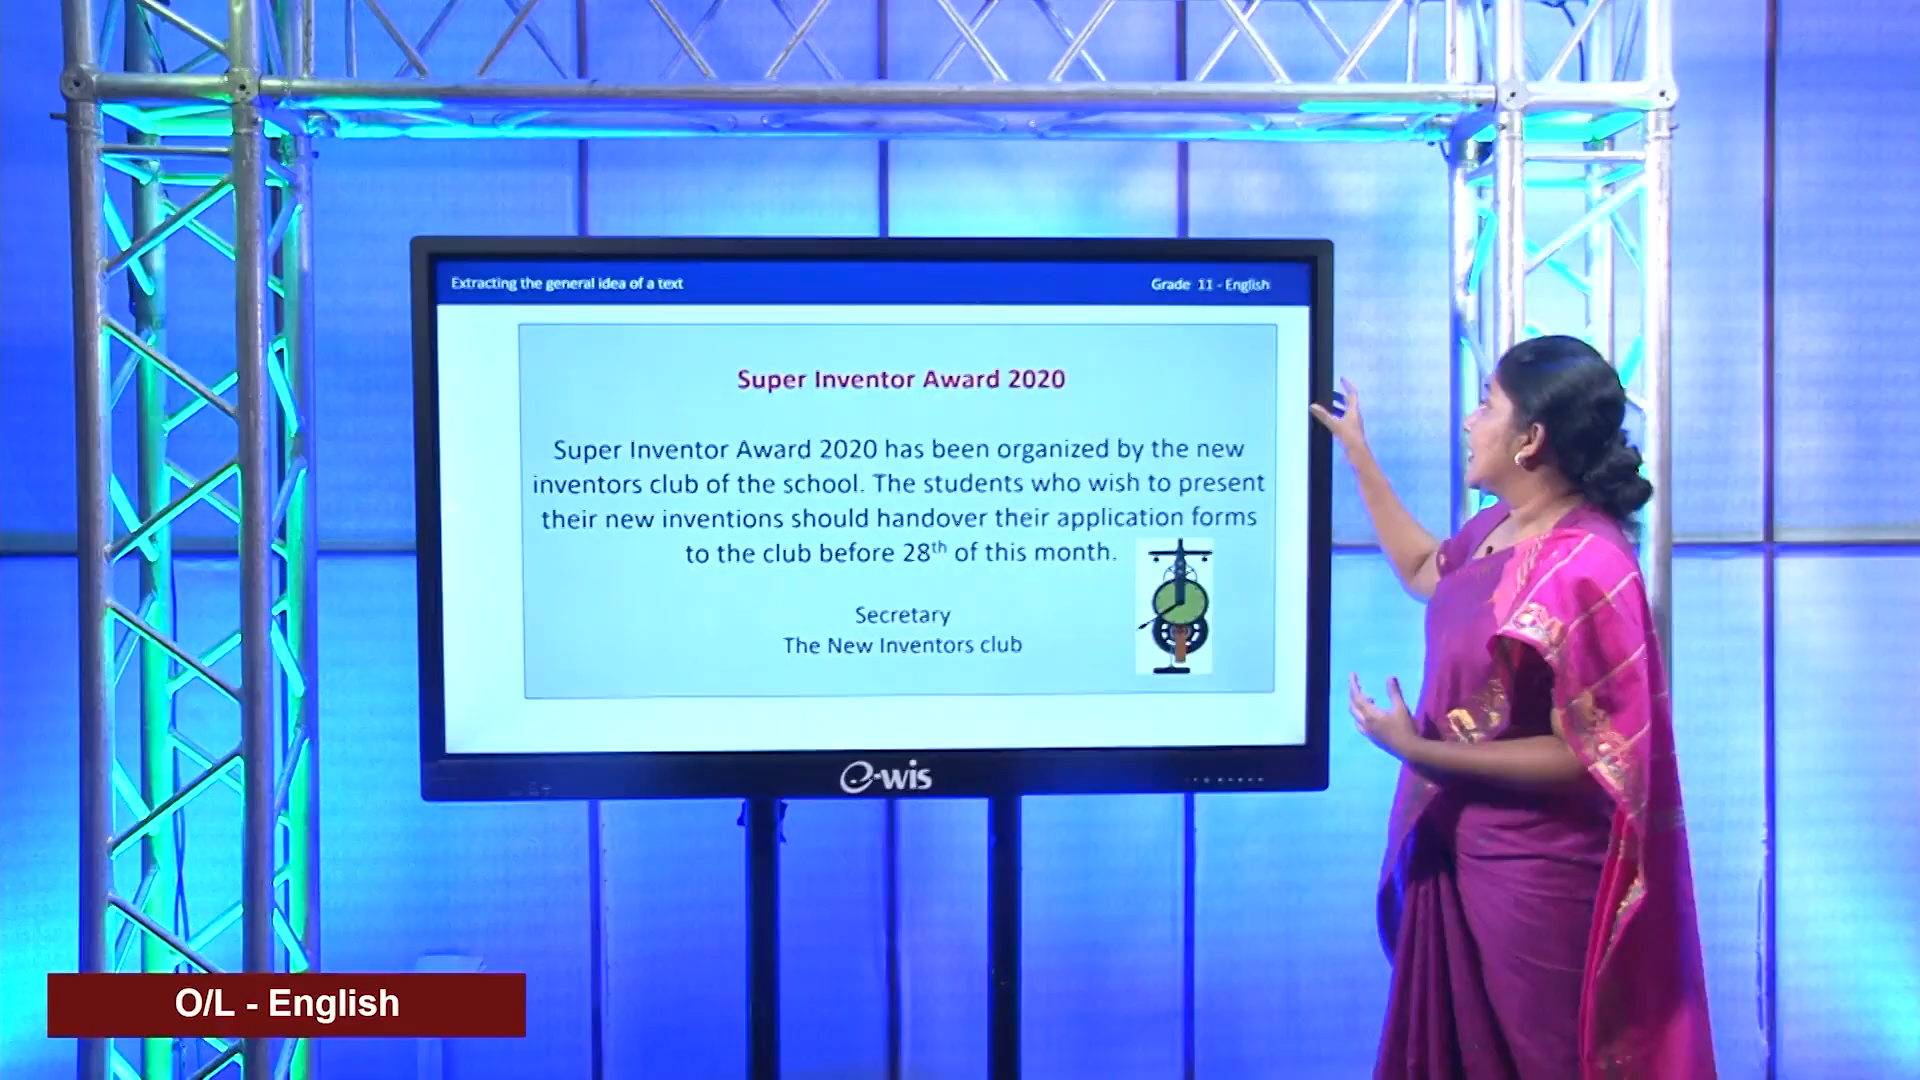 Extracting the general idea of a text
Grade 11 - English
Super Inventor Award 2020
Super Inventor Award 2020 has been organized by the new
inventors club of the school. The students who wish to present
their new inventions should handover their application forms
to the club before 28th of this month.
Secretary
The New Inventors club
e-wis
O/L - English